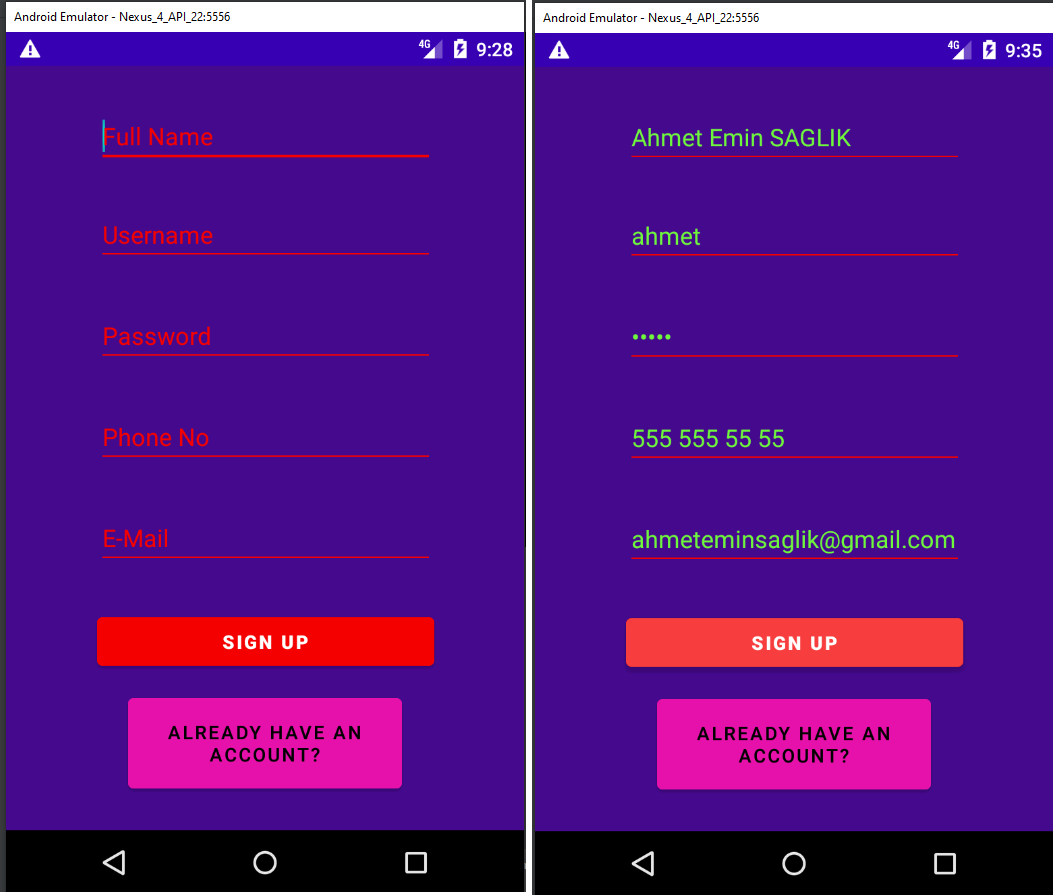 Android Emulator - Nexus_4_API_22:5556
4G 9:28
Full Name
Username
Password
Phone No
E-Mail
SIGN UP
ALREADY HAVE AN
ACCOUNT?
Android Emulator - Nexus_4_API_22:5556
4G 9:35
Ahmet Emin SAGLIK
ahmet
•••••
555 555 55 55
ahmeteminsaglik@gmail.com
SIGN UP
ALREADY HAVE AN
ACCOUNT?